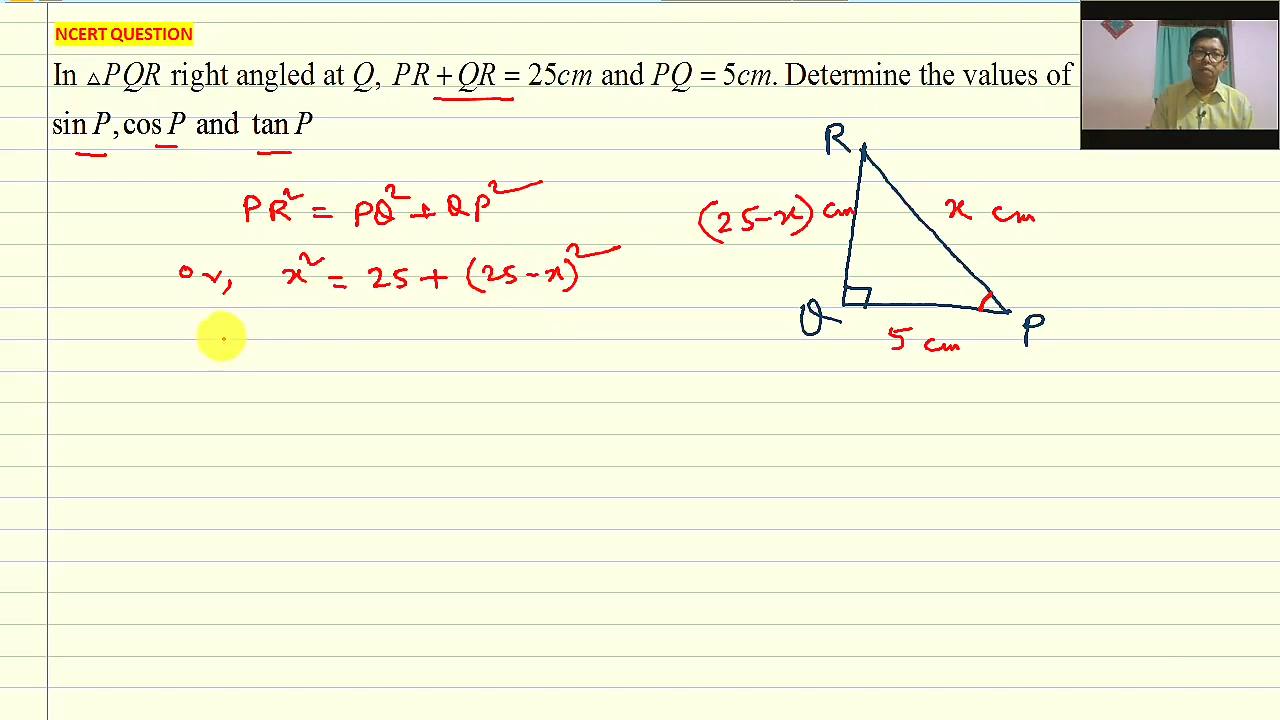 NCERT QUESTION
In △PQR right angled at Q, PR + QR = 25cm and PQ = 5cm. Determine the values of
sin P, cos P and tan P
PR² = PQ² + QP²
or, x² = 25 + (25-x)²
R
(25-x) cm
x cm
Q
P
5 cm